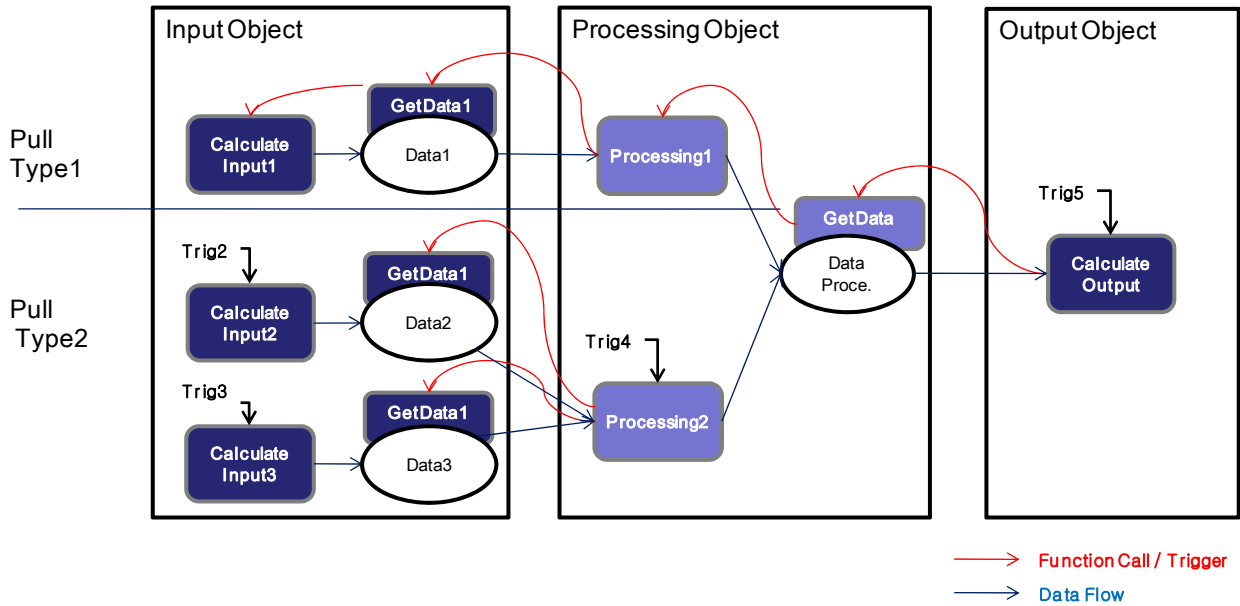 Input Object
Processing Object
Output Object
Pull
Type1
GetData1
Calculate
Input1
Data1
Processing1
GetData
Data
Proce.
Trig5
Calculate
Output
Pull
Type2
Trig2
GetData1
Calculate
Input2
Data2
Trig4
Processing2
Trig3
GetData1
Calculate
Input3
Data3
Function Call / Trigger
Data Flow